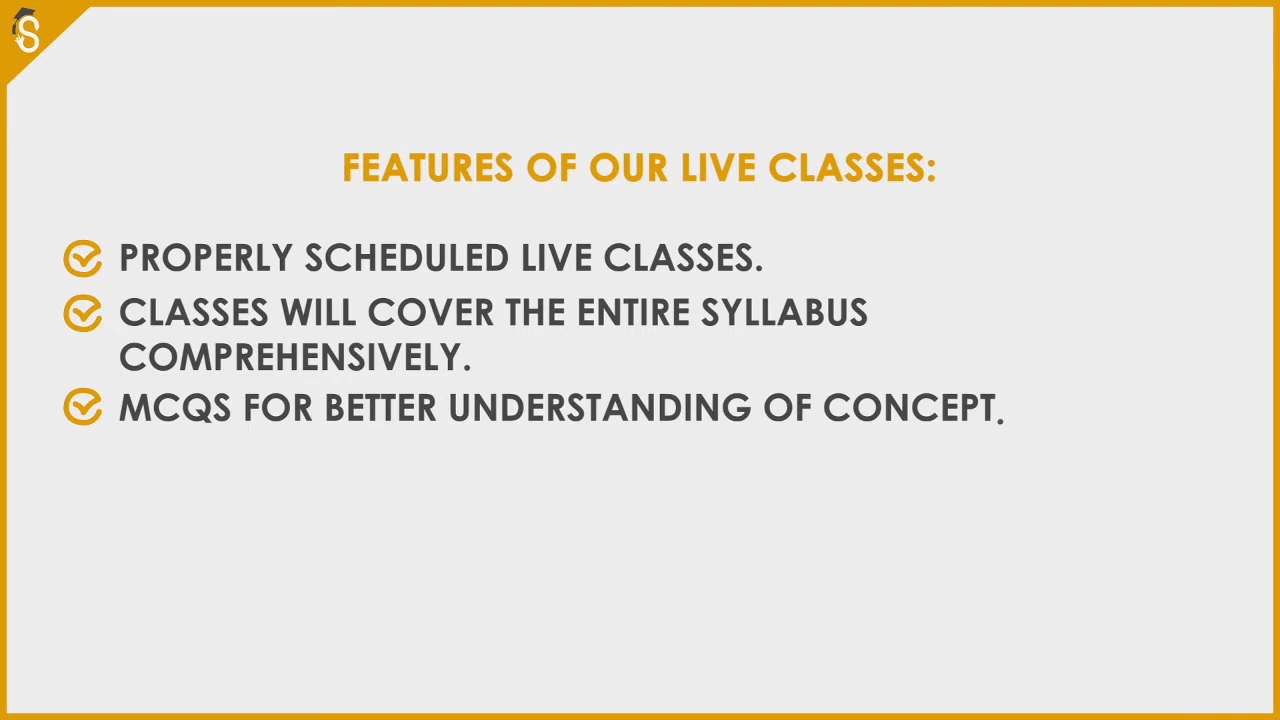 S
FEATURES OF OUR LIVE CLASSES:
PROPERLY SCHEDULED LIVE CLASSES.
CLASSES WILL COVER THE ENTIRE SYLLABUS
COMPREHENSIVELY.
MCQS FOR BETTER UNDERSTANDING OF CONCEPT.